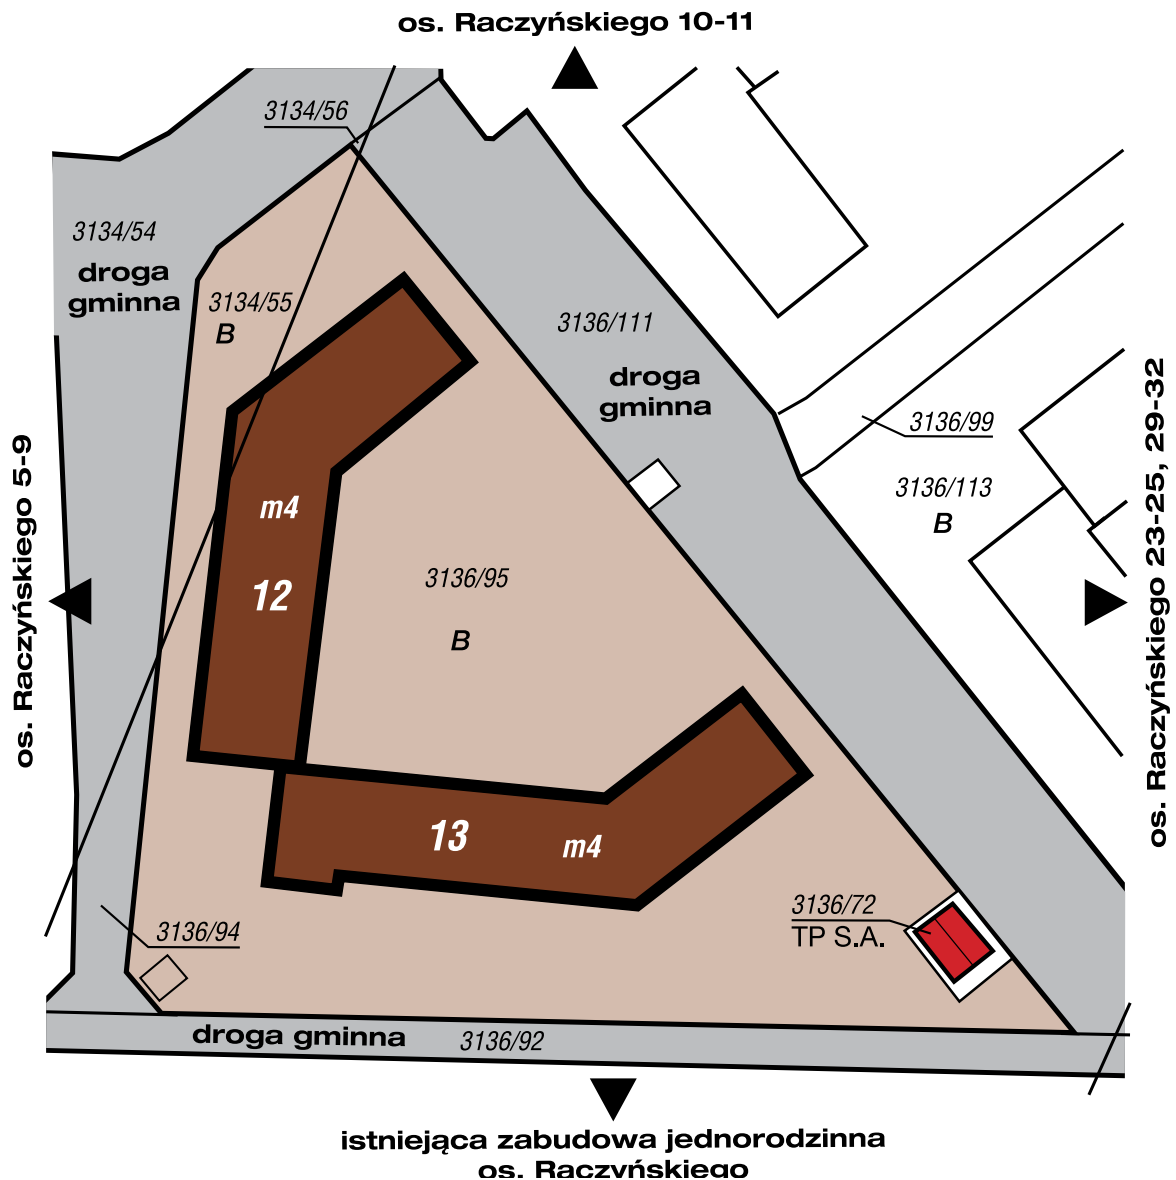 os. Raczyńskiego 10-11
3134/56
3134/54
droga
gminna
3134/55
B
3136/111
droga
gminna
3136/99
3136/113
B
os. Raczyńskiego 5-9
os. Raczyńskiego 23-25, 29-32
m4
12
3136/95
B
13
m4
3136/72
TP S.A.
3136/94
droga gminna
3136/92
istniejąca zabudowa jednorodzinna
os. Raczyńskiego